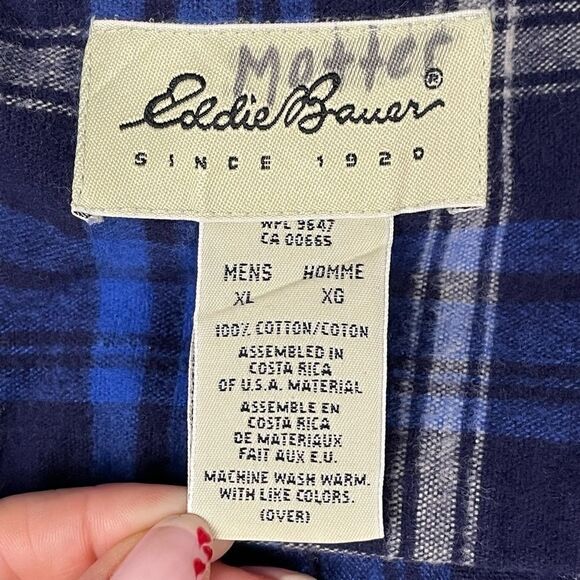 Matter
Eddie Bauer®
SINCE 1920
WPL 9647
CA 00665
MENS HOMME
XL XG
100% COTTON/COTON
ASSEMBLED IN
COSTA RICA
OF U.S.A. MATERIAL
ASSEMBLE EN
COSTA RICA
DE MATERIAUX
FAIT AUX E.U.
MACHINE WASH WARM.
WITH LIKE COLORS.
(OVER)